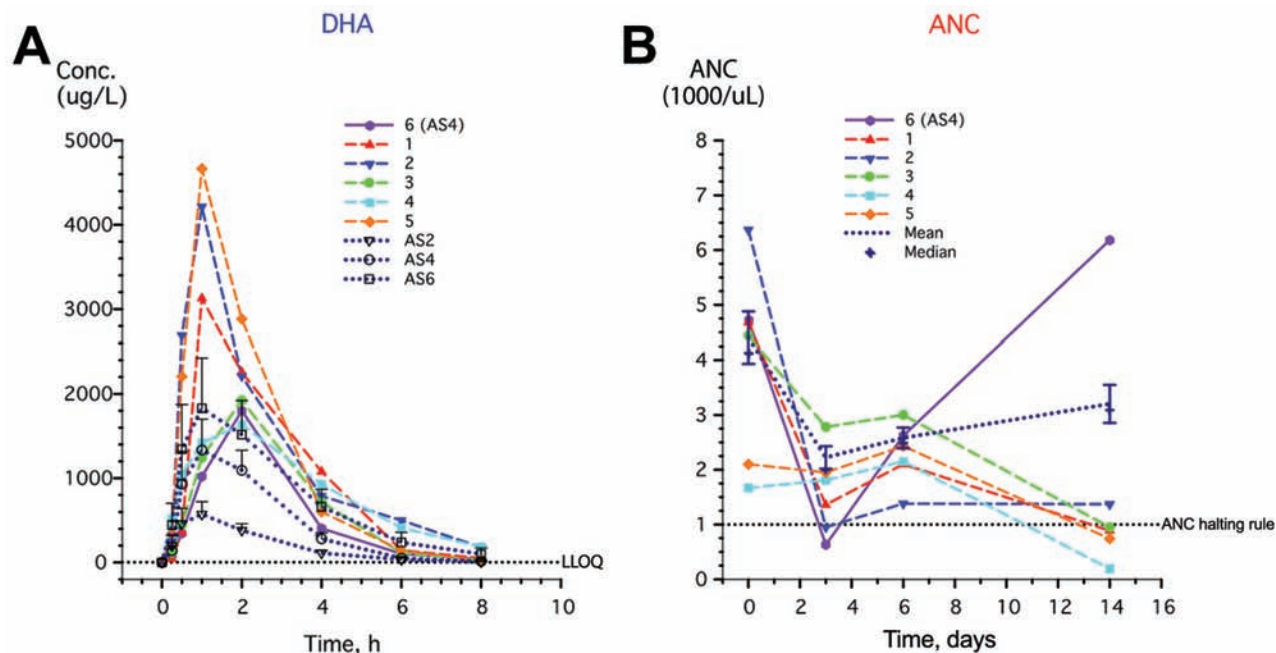 DHA
ANC
A
B
Conc.
(ug/L)
ANC
(1000/uL)
6 (AS4)
1
2
3
4
5
AS2
AS4
AS6
5000
4000
3000
2000
1000
0
LLOQ
0
2
4
6
8
10
Time, h
6 (AS4)
1
2
3
4
5
Mean
Median
8
7
6
5
4
3
2
1
0
ANC halting rule
0
2
4
6
8
10
12
14
16
Time, days